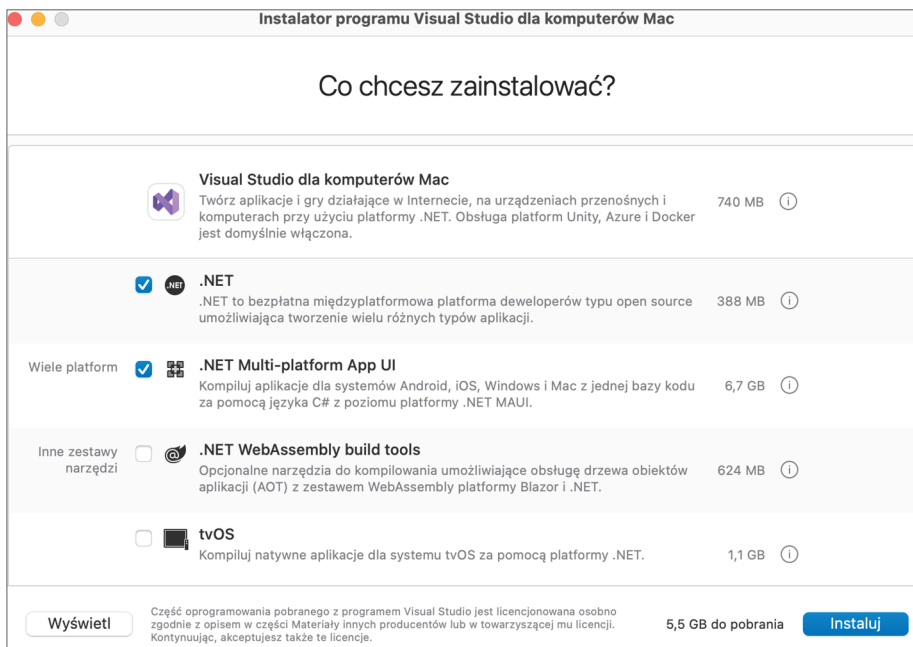 Instalator programu Visual Studio dla komputerów Mac
Co chcesz zainstalować?
Visual Studio dla komputerów Mac
Twórz aplikacje i gry działające w Internecie, na urządzeniach przenośnych i
komputerach przy użyciu platformy .NET. Obsługa platform Unity, Azure i Docker
jest domyślnie włączona.
740 MB
.NET
.NET
.NET to bezpłatna międzyplatformowa platforma deweloperów typu open source
umożliwiająca tworzenie wielu różnych typów aplikacji.
388 MB
Wiele platform
.NET Multi-platform App UI
Kompiluj aplikacje dla systemów Android, iOS, Windows i Mac z jednej bazy kodu
za pomocą języka C# z poziomu platformy .NET MAUI.
6,7 GB
Inne zestawy
narzędzi
.NET WebAssembly build tools
Opcjonalne narzędzia do kompilowania umożliwiające obsługę drzewa obiektów
aplikacji (AOT) z zestawem WebAssembly platformy Blazor i .NET.
624 MB
tvOS
Kompiluj natywne aplikacje dla systemu tvOS za pomocą platformy .NET.
1,1 GB
Wyświetl
Część oprogramowania pobranego z programem Visual Studio jest licencjonowana osobno
zgodnie z opisem w części Materiały innych producentów lub w towarzyszącej mu licencji.
Kontynuując, akceptujesz także te licencje.
5,5 GB do pobrania
Instaluj